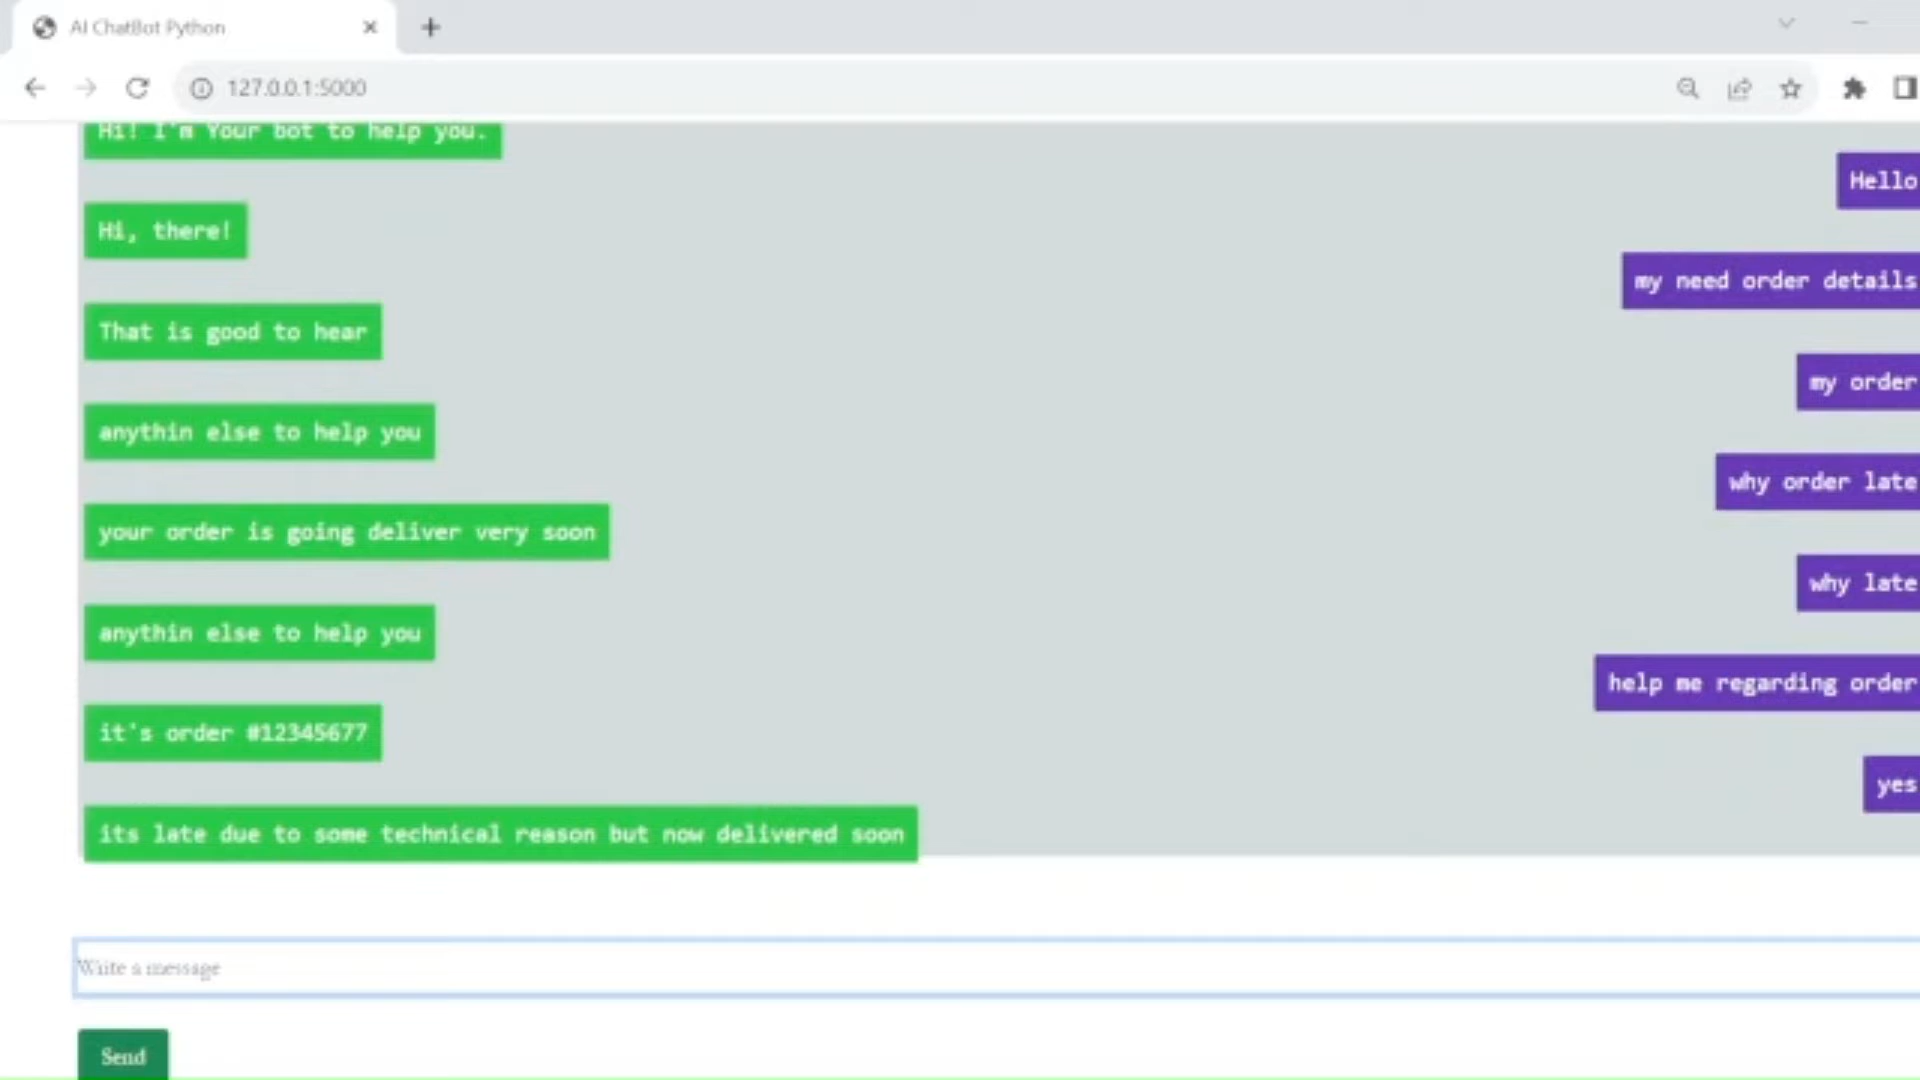 AI ChatBot Python
127.0.0.1:5000
Hi! I'm Your bot to help you.
Hello
Hi, there!
my need order details
That is good to hear
my order
anythin else to help you
why order late
your order is going deliver very soon
why late
anythin else to help you
help me regarding order
it's order #12345677
yes
its late due to some technical reason but now delivered soon
Write a message
Send